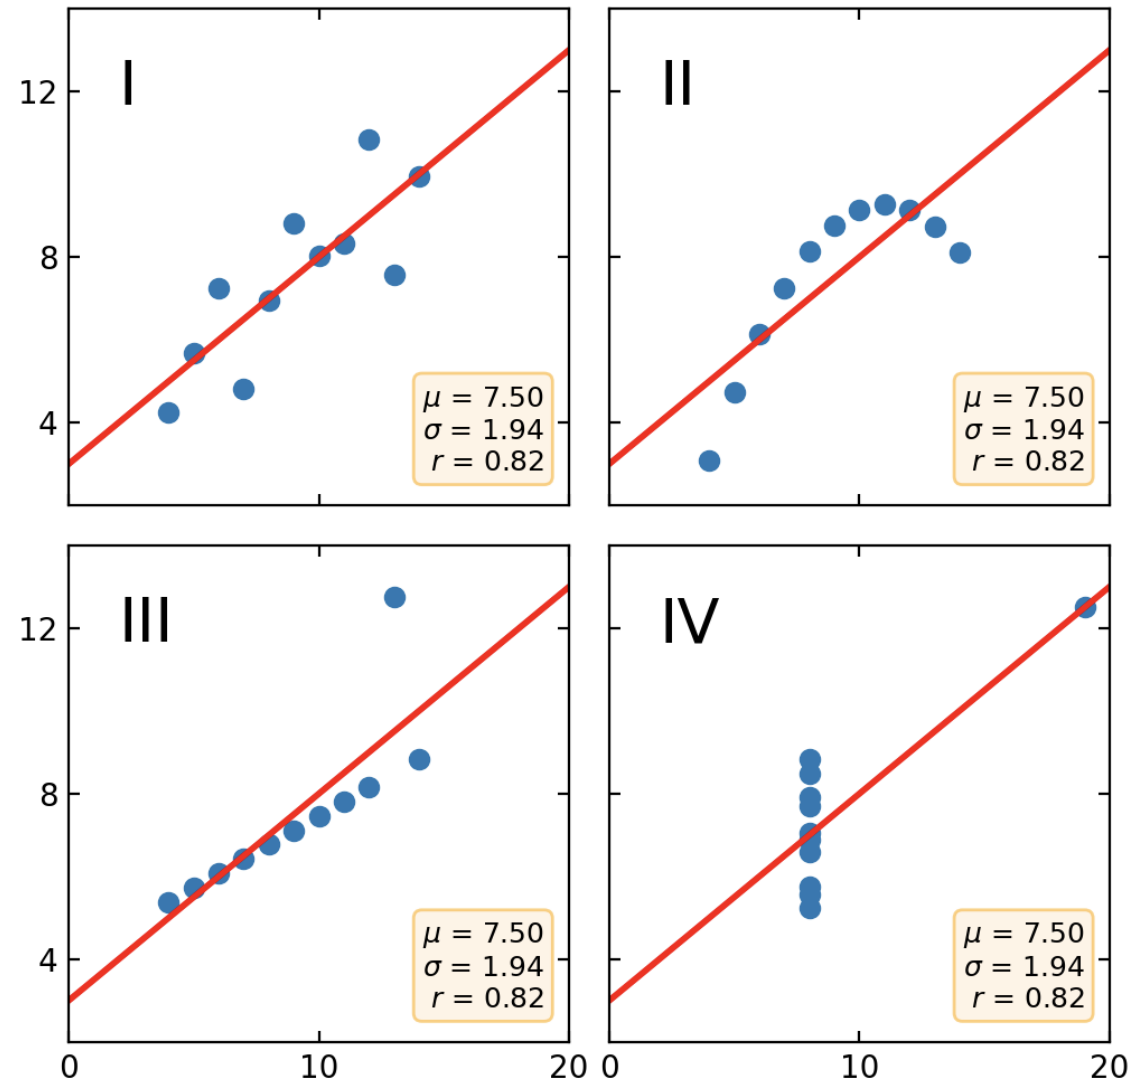 I
12
8
4
μ = 7.50
σ = 1.94
r = 0.82
II
μ = 7.50
σ = 1.94
r = 0.82
III
12
8
4
μ = 7.50
σ = 1.94
r = 0.82
0 10 20
IV
μ = 7.50
σ = 1.94
r = 0.82
0 10 20